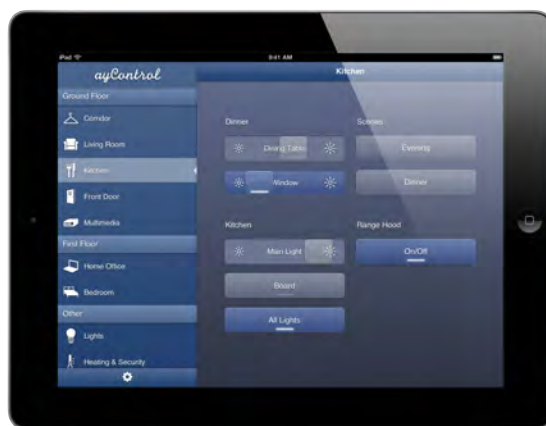 iPad
9:41 AM
ayControl
Kitchen
Ground Floor
Corridor
Living Room
Kitchen
Front Door
Multimedia
First Floor
Home Office
Bedroom
Other
Lights
Heating & Security
Dinner
Dining Table
Window
Scenes
Evening
Dinner
Kitchen
Main Light
Board
All Lights
Range Hood
On/Off